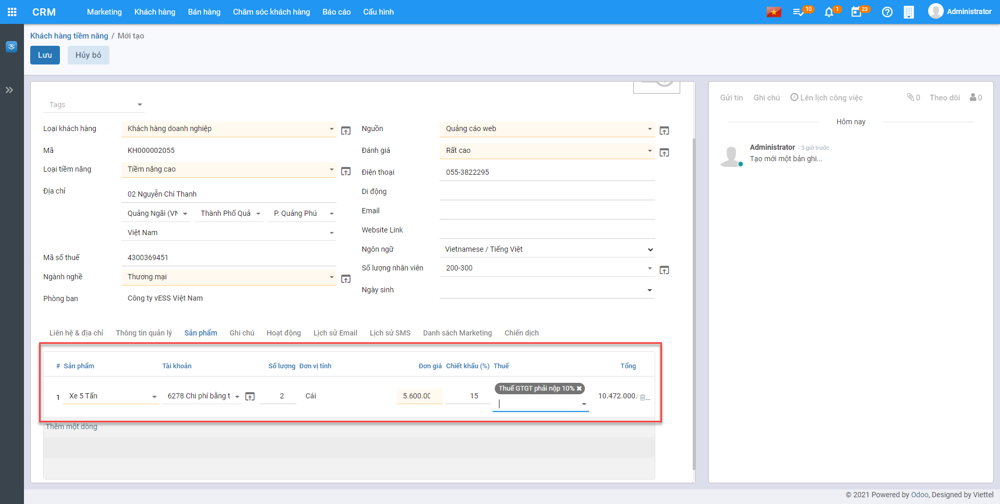 CRM Marketing Khách hàng Bán hàng Chăm sóc khách hàng Báo cáo Cấu hình 10 1 23 Administrator
Khách hàng tiềm năng / Mới tạo
Lưu Hủy bỏ
Tags
Loại khách hàng Khách hàng doanh nghiệp
Mã KH000002055
Loại tiềm năng Tiềm năng cao
Địa chỉ 02 Nguyễn Chí Thanh
Quảng Ngãi (VN Thành Phố Quả P. Quảng Phú
Việt Nam
Mã số thuế 4300369451
Ngành nghề Thương mại
Phòng ban Công ty vESS Việt Nam
Nguồn Quảng cáo web
Đánh giá Rất cao
Điện thoại 055-3822295
Di động
Email
Website Link
Ngôn ngữ Vietnamese / Tiếng Việt
Số lượng nhân viên 200-300
Ngày sinh
Liên hệ & địa chỉ Thông tin quản lý Sản phẩm Ghi chú Hoạt động Lịch sử Email Lịch sử SMS Danh sách Marketing Chiến dịch
# Sản phẩm Tài khoản Số lượng Đơn vị tính Đơn giá Chiết khấu (%) Thuế Tổng
1 Xe 5 Tấn 6278 Chi phí bằng t 2 Cái 5.600.00 15 Thuế GTGT phải nộp 10% 10.472.000.
Thêm một dòng
Gửi tin Ghi chú Lên lịch công việc 0 Theo dõi 0
Hôm nay
Administrator - 3 giờ trước
Tạo mới một bản ghi...
© 2021 Powered by Odoo, Designed by Viettel